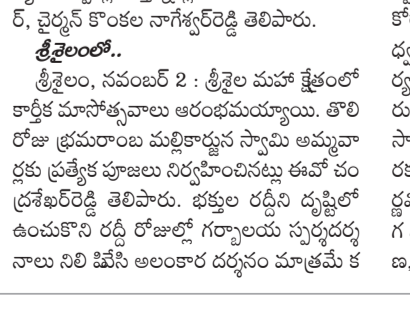 ర్, చైర్మన్ కొంకల నాగేశ్వర్‌రెడ్డి తెలిపారు.
శ్రీశైలంలో..
శ్రీశైలం, నవంబర్ 2 : శ్రీశైల మహా క్షేత్రంలో
కార్తీక మాసోత్సవాలు ఆరంభమయ్యాయి. తొలి
రోజు భ్రమరాంబ మల్లికార్జున స్వామి అమ్మవా
ర్లకు ప్రత్యేక పూజలు నిర్వహించినట్లు ఈవో చం
ద్రశేఖర్‌రెడ్డి తెలిపారు. భక్తుల రద్దీని దృష్టిలో
ఉంచుకొని రద్దీ రోజుల్లో గర్భాలయ స్పర్శదర్శ
నాలు నిలిపివేసి అలంకార దర్శనం మాత్రమే క